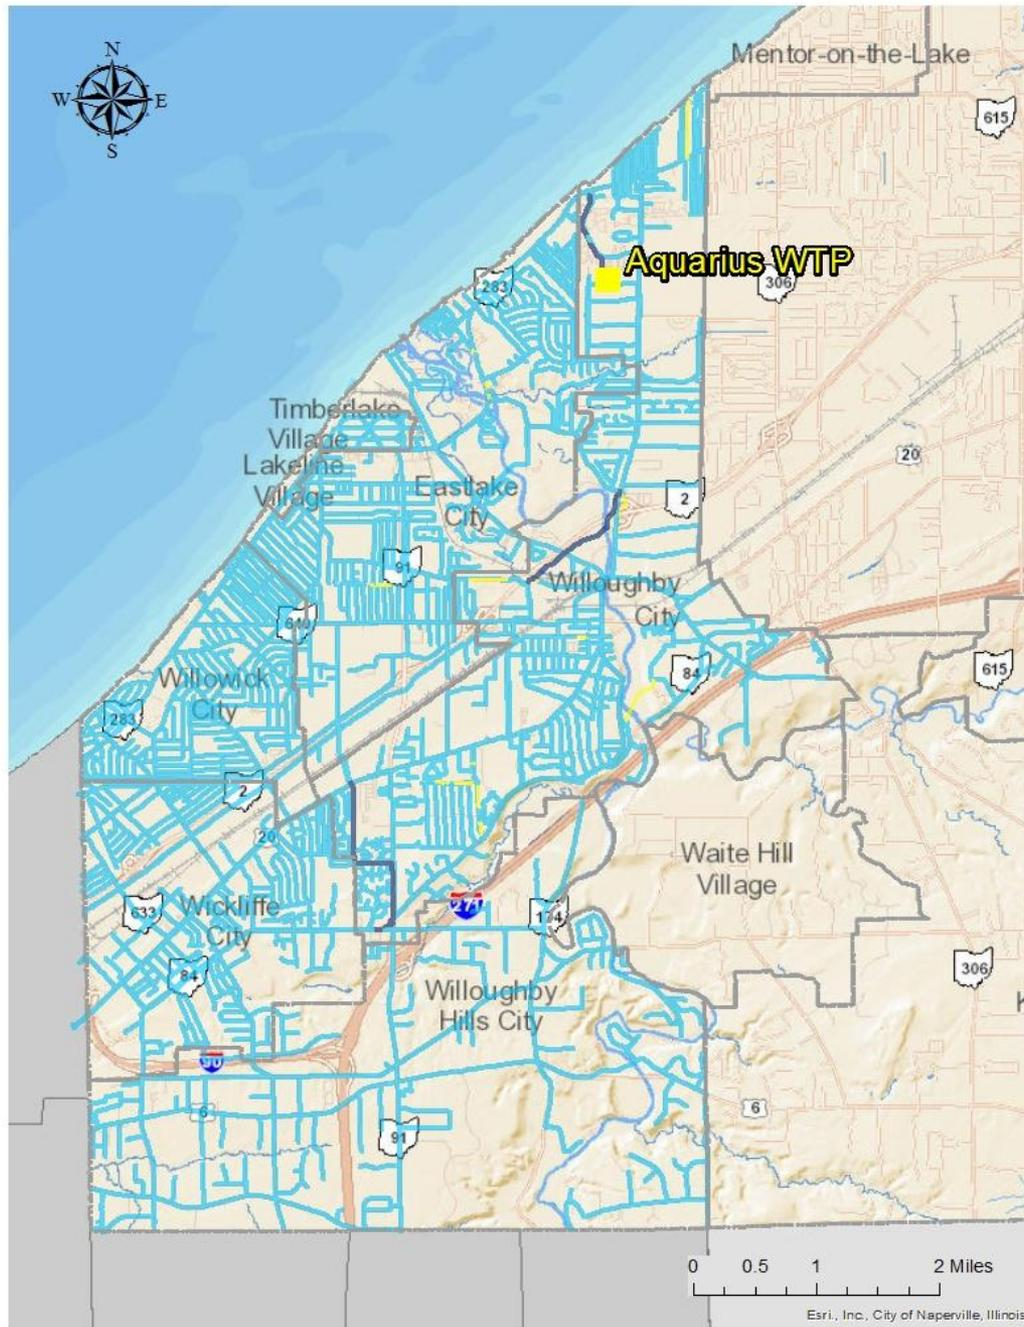 N
W E
S
Mentor-on-the-Lake
615
Aquarius WTP
283
306
Timberlake
Village
Lakeline
Village
20
Eastlake
City
2
91
Willoughby
City
84
615
Willowick
City
283
2
20
Waite Hill
Village
271
174
633
Wickliffe
City
84
306
Willoughby
Hills City
90
6
6
91
0 0.5 1 2 Miles
Esri., Inc., City of Naperville, Illinois